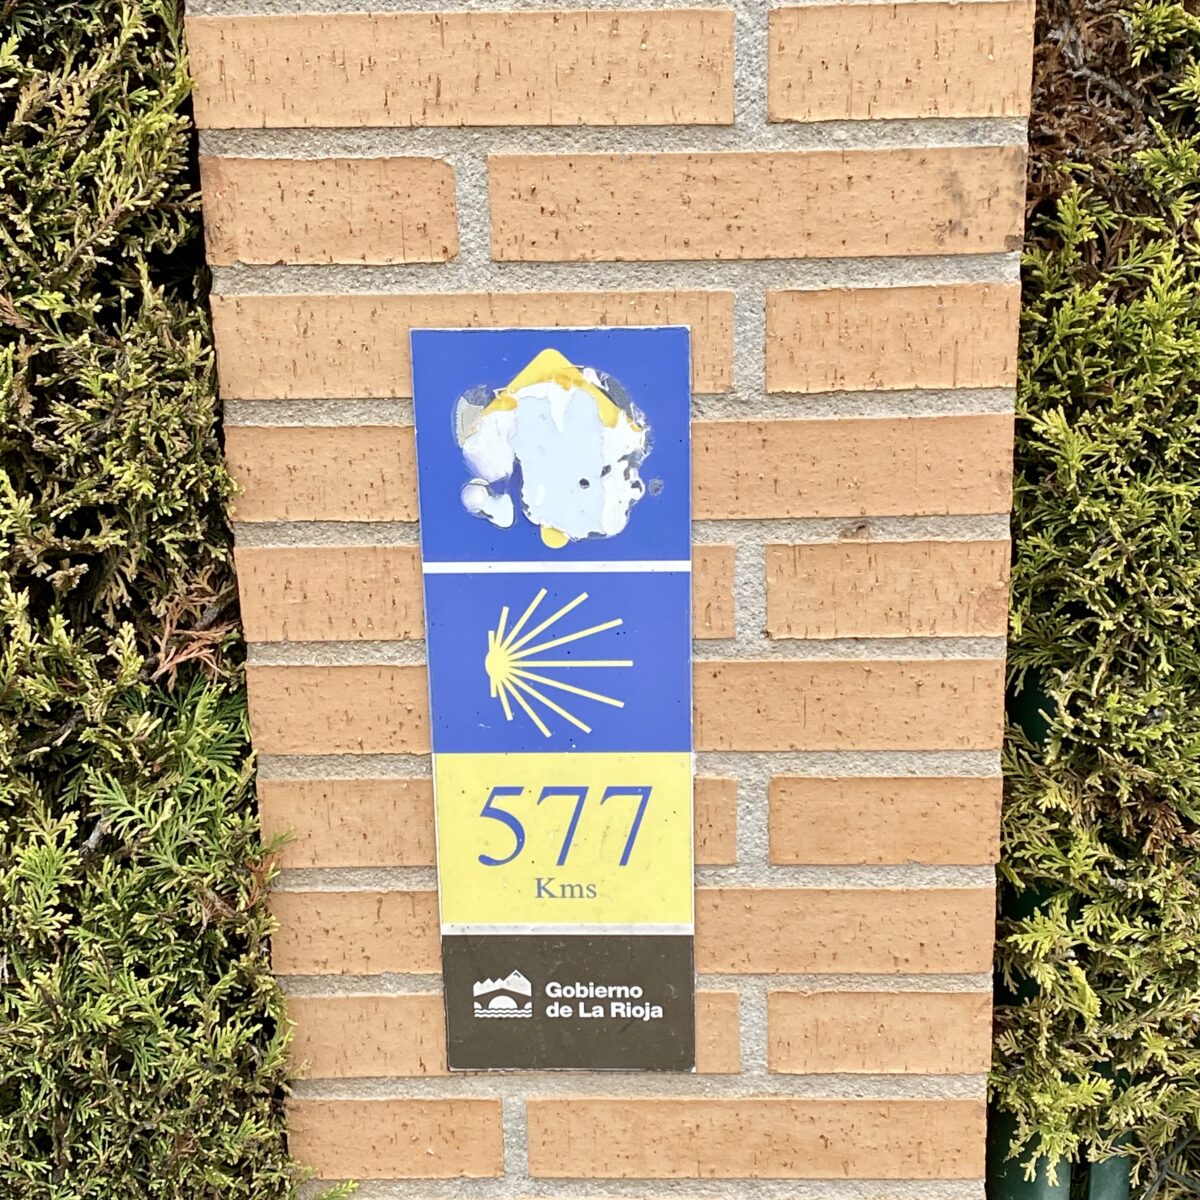 577
Kms
Gobierno
de La Rioja